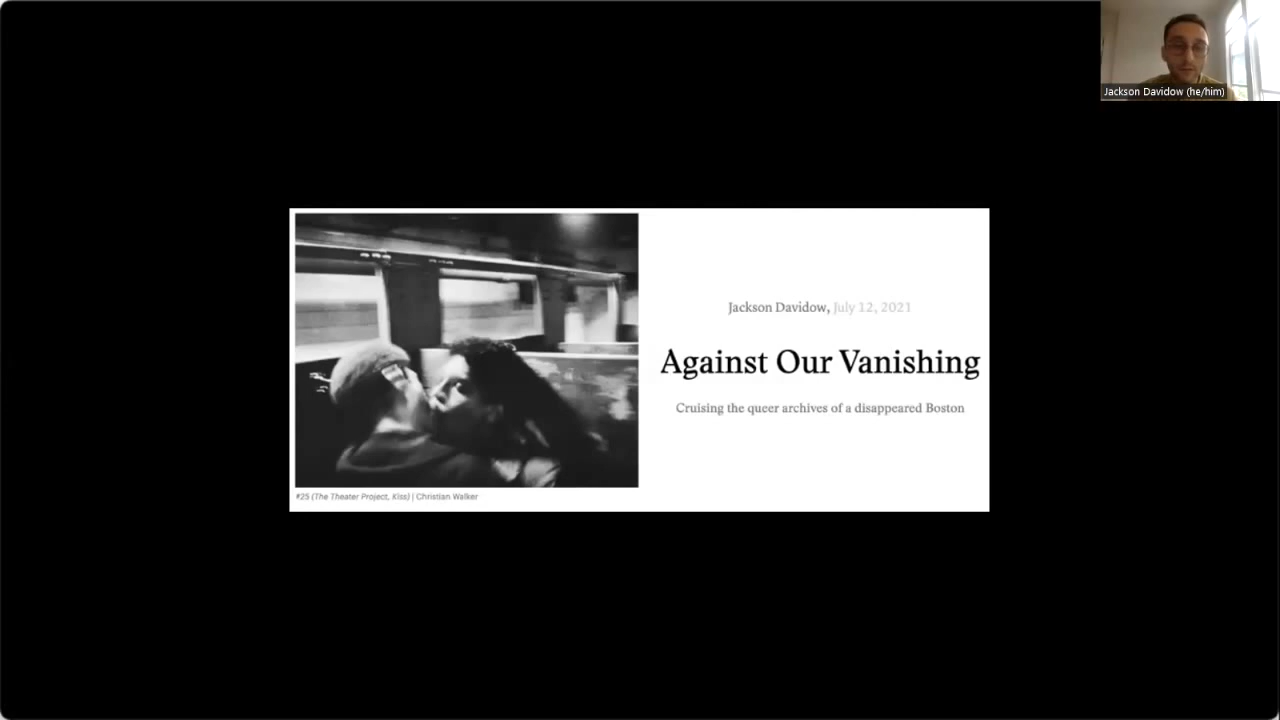 Jackson Davidow (he/him)
Jackson Davidow, July 12, 2021
Against Our Vanishing
Cruising the queer archives of a disappeared Boston
#25 (The Theater Project, Kiss) | Christian Walker